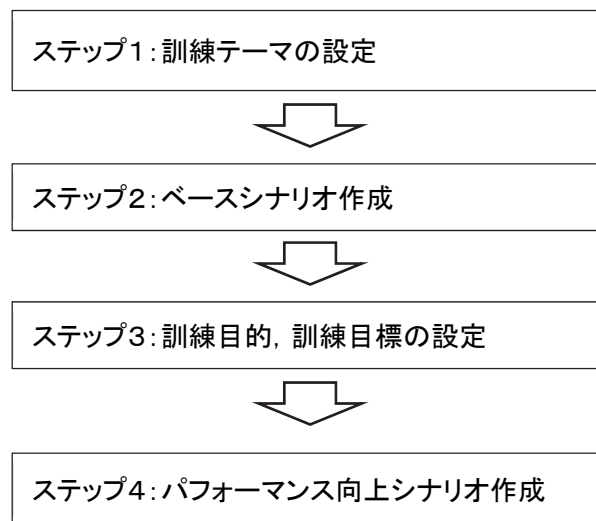 ステップ1：訓練テーマの設定
ステップ2：ベースシナリオ作成
ステップ3：訓練目的，訓練目標の設定
ステップ4：パフォーマンス向上シナリオ作成